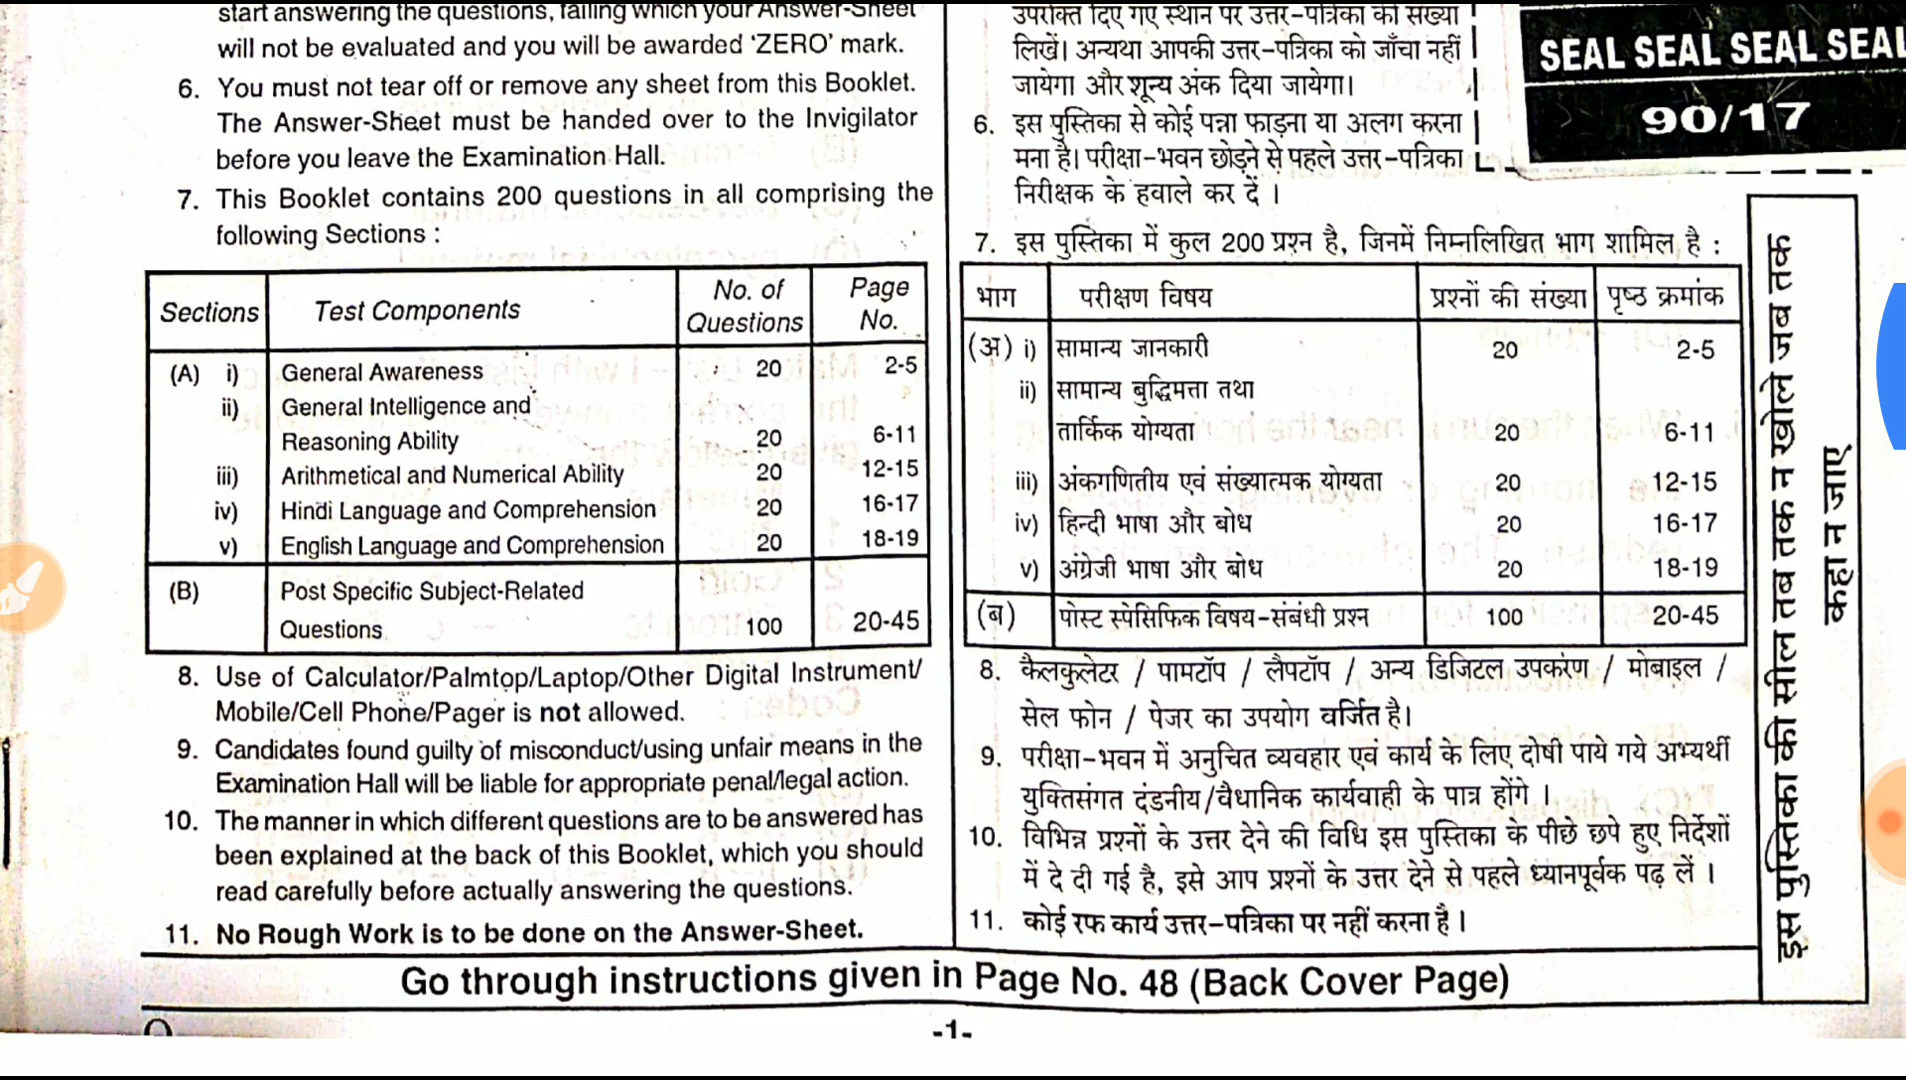 start answering the questions, failing which your Answer-Sheet
will not be evaluated and you will be awarded 'ZERO' mark.
6. You must not tear off or remove any sheet from this Booklet.
The Answer-Sheet must be handed over to the Invigilator
before you leave the Examination Hall.
7. This Booklet contains 200 questions in all comprising the
following Sections :
Sections Test Components No. of Questions Page No.
(A) i) General Awareness 20 2-5
ii) General Intelligence and
Reasoning Ability 20 6-11
iii) Arithmetical and Numerical Ability 20 12-15
iv) Hindi Language and Comprehension 20 16-17
v) English Language and Comprehension 20 18-19
(B) Post Specific Subject-Related
Questions 100 20-45
8. Use of Calculator/Palmtop/Laptop/Other Digital Instrument/
Mobile/Cell Phone/Pager is not allowed.
9. Candidates found guilty of misconduct/using unfair means in the
Examination Hall will be liable for appropriate penal/legal action.
10. The manner in which different questions are to be answered has
been explained at the back of this Booklet, which you should
read carefully before actually answering the questions.
11. No Rough Work is to be done on the Answer-Sheet.
उपरोक्त दिए गए स्थान पर उत्तर-पत्रिका की संख्या
लिखें। अन्यथा आपकी उत्तर-पत्रिका को जाँचा नहीं
जायेगा और शून्य अंक दिया जायेगा।
6. इस पुस्तिका से कोई पन्ना फाड़ना या अलग करना
मना है। परीक्षा-भवन छोड़ने से पहले उत्तर-पत्रिका
निरीक्षक के हवाले कर दें ।
7. इस पुस्तिका में कुल 200 प्रश्न है, जिनमें निम्नलिखित भाग शामिल है :
भाग परीक्षण विषय प्रश्नों की संख्या पृष्ठ क्रमांक
(अ) i) सामान्य जानकारी 20 2-5
ii) सामान्य बुद्धिमत्ता तथा
तार्किक योग्यता 20 6-11
iii) अंकगणितीय एवं संख्यात्मक योग्यता 20 12-15
iv) हिन्दी भाषा और बोध 20 16-17
v) अंग्रेजी भाषा और बोध 20 18-19
(ब) पोस्ट स्पेसिफिक विषय-संबंधी प्रश्न 100 20-45
8. कैलकुलेटर / पामटॉप / लैपटॉप / अन्य डिजिटल उपकरण / मोबाइल /
सेल फोन / पेजर का उपयोग वर्जित है।
9. परीक्षा-भवन में अनुचित व्यवहार एवं कार्य के लिए दोषी पाये गये अभ्यर्थी
युक्तिसंगत दंडनीय/वैधानिक कार्यवाही के पात्र होंगे ।
10. विभिन्न प्रश्नों के उत्तर देने की विधि इस पुस्तिका के पीछे छपे हुए निर्देशों
में दे दी गई है, इसे आप प्रश्नों के उत्तर देने से पहले ध्यानपूर्वक पढ़ लें ।
11. कोई रफ कार्य उत्तर-पत्रिका पर नहीं करना है ।
SEAL SEAL SEAL SEAL
90/17
इस पुस्तिका की सील तब तक न खोलें जब तक
कहा न जाए
Go through instructions given in Page No. 48 (Back Cover Page)
-1-